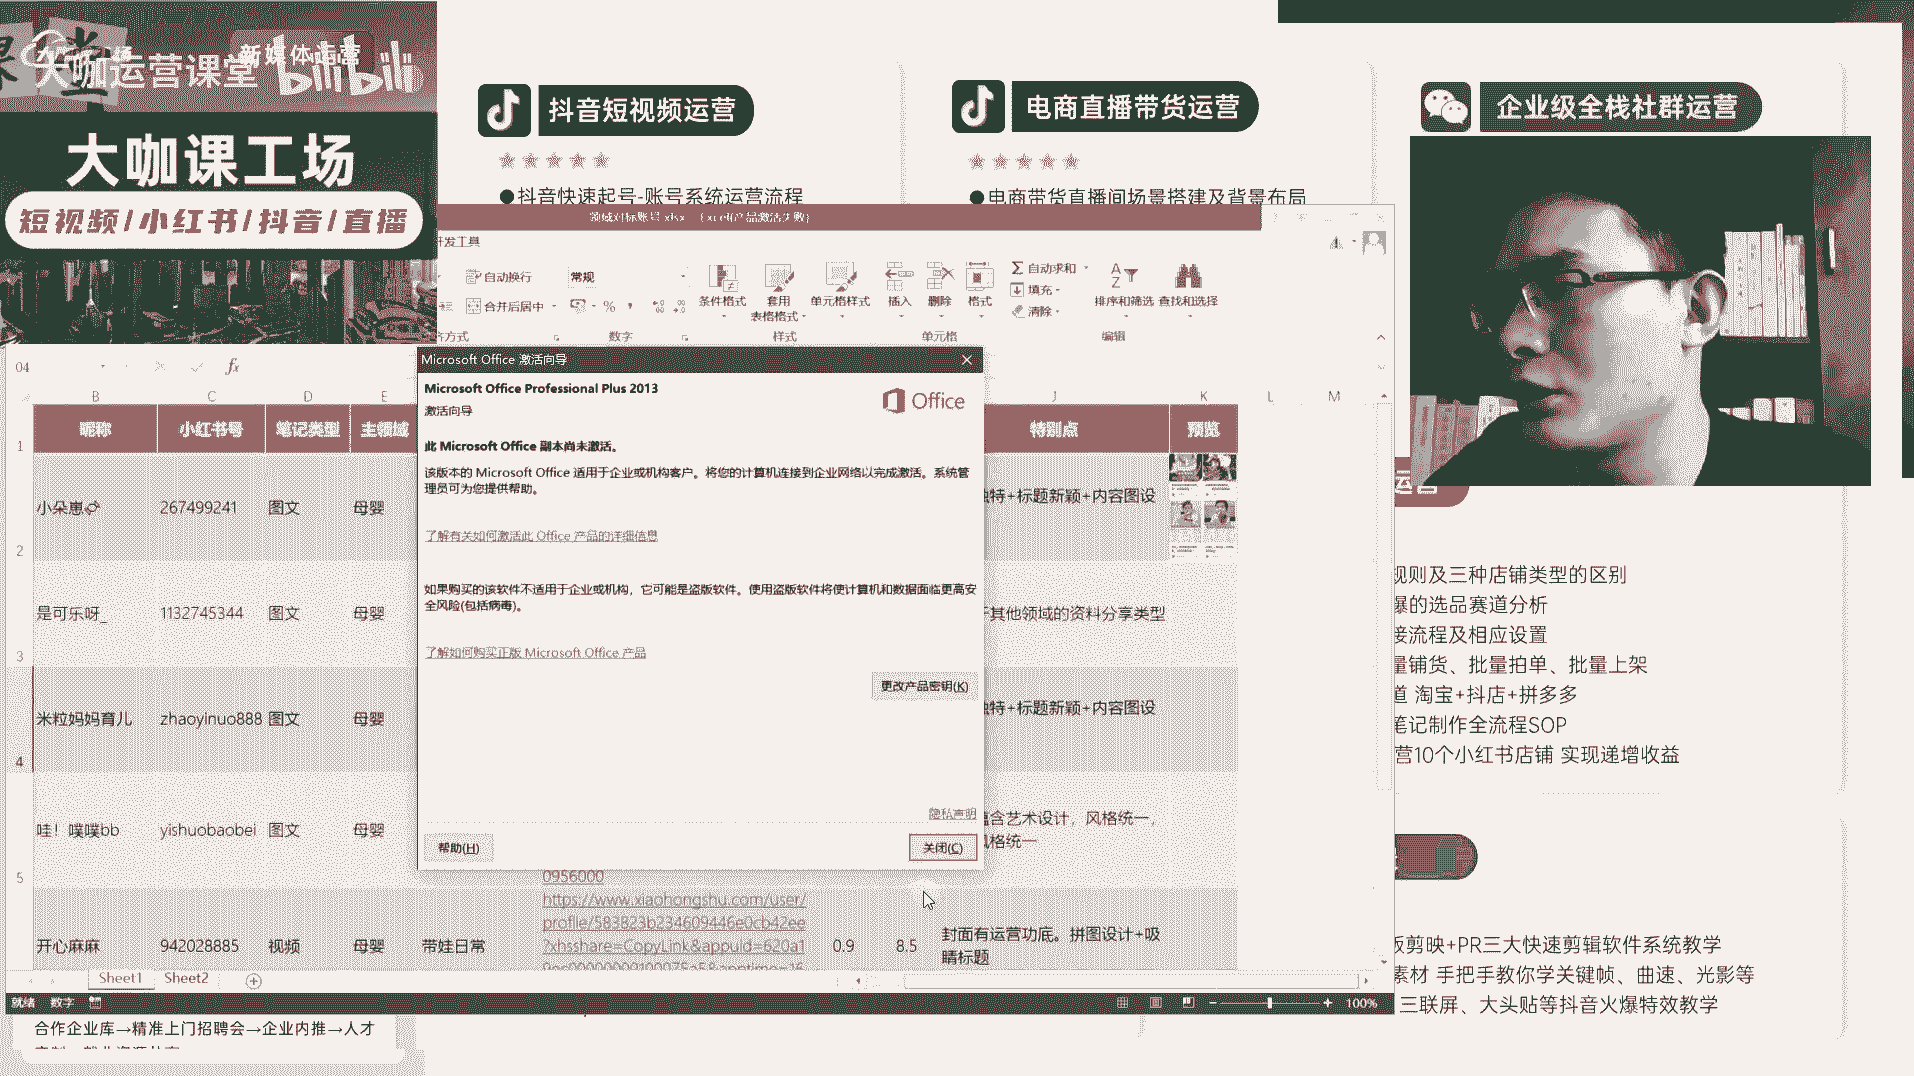 大咖运营课堂
新媒体运营
bilibili
大咖课工场
短视频/小红书/抖音/直播
抖音短视频运营
●抖音快速起号-账号系统运营流程
电商直播带货运营
●电商带货直播间场景搭建及背景布局
企业级全栈社群运营
领域对标账号.xlsx - (Excel(产品激活失败)
开发工具
自动换行
常规
合并后居中
%
条件格式
套用
表格格式
单元格样式
插入
删除
格式
自动求和
填充
清除
排序和筛选
查找和选择
方式
数字
样式
单元格
编辑
O4
fx
B C D E J K L M
1 昵称 小红书号 笔记类型 主领域 特别点 预览
2 小朵崽 267499241 图文 母婴 独特+标题新颖+内容图设
3 是可乐呀_ 1132745344 图文 母婴 其他领域的资料分享类型
4 米粒妈妈育儿 zhaoyinuo888 图文 母婴 独特+标题新颖+内容图设
5 哇！噗噗bb yishuobaobei 图文 母婴
含艺术设计，风格统一，
风格统一
0956000
https://www.xiaohongshu.com/user/
profile/583823b234609446e0cb42ee
?xhsshare=CopyLink&appuid=620a1
开心麻麻 942028885 视频 母婴 带娃日常 0.9 8.5
封面有运营功底。拼图设计+吸
睛标题
Sheet1 Sheet2
就绪 数字
100%
Microsoft Office 激活向导
Microsoft Office Professional Plus 2013
激活向导
Office
此 Microsoft Office 副本尚未激活。
该版本的 Microsoft Office 适用于企业或机构客户。将您的计算机连接到企业网络以完成激活。系统管
理员可为您提供帮助。
了解有关如何激活此 Office 产品的详细信息
如果购买的该软件不适用于企业或机构，它可能是盗版软件。使用盗版软件将使计算机和数据面临更高安
全风险(包括病毒)。
了解如何购买正版 Microsoft Office 产品
更改产品密钥(K)
隐私声明
帮助(H)
关闭(C)
运营
规则及三种店铺类型的区别
爆的选品赛道分析
接流程及相应设置
量铺货、批量拍单、批量上架
道 淘宝+抖店+拼多多
笔记制作全流程SOP
营10个小红书店铺 实现递增收益
版剪映+PR三大快速剪辑软件系统教学
素材 手把手教你学关键帧、曲速、光影等
三联屏、大头贴等抖音火爆特效教学
合作企业库→精准上门招聘会→企业内推→人才